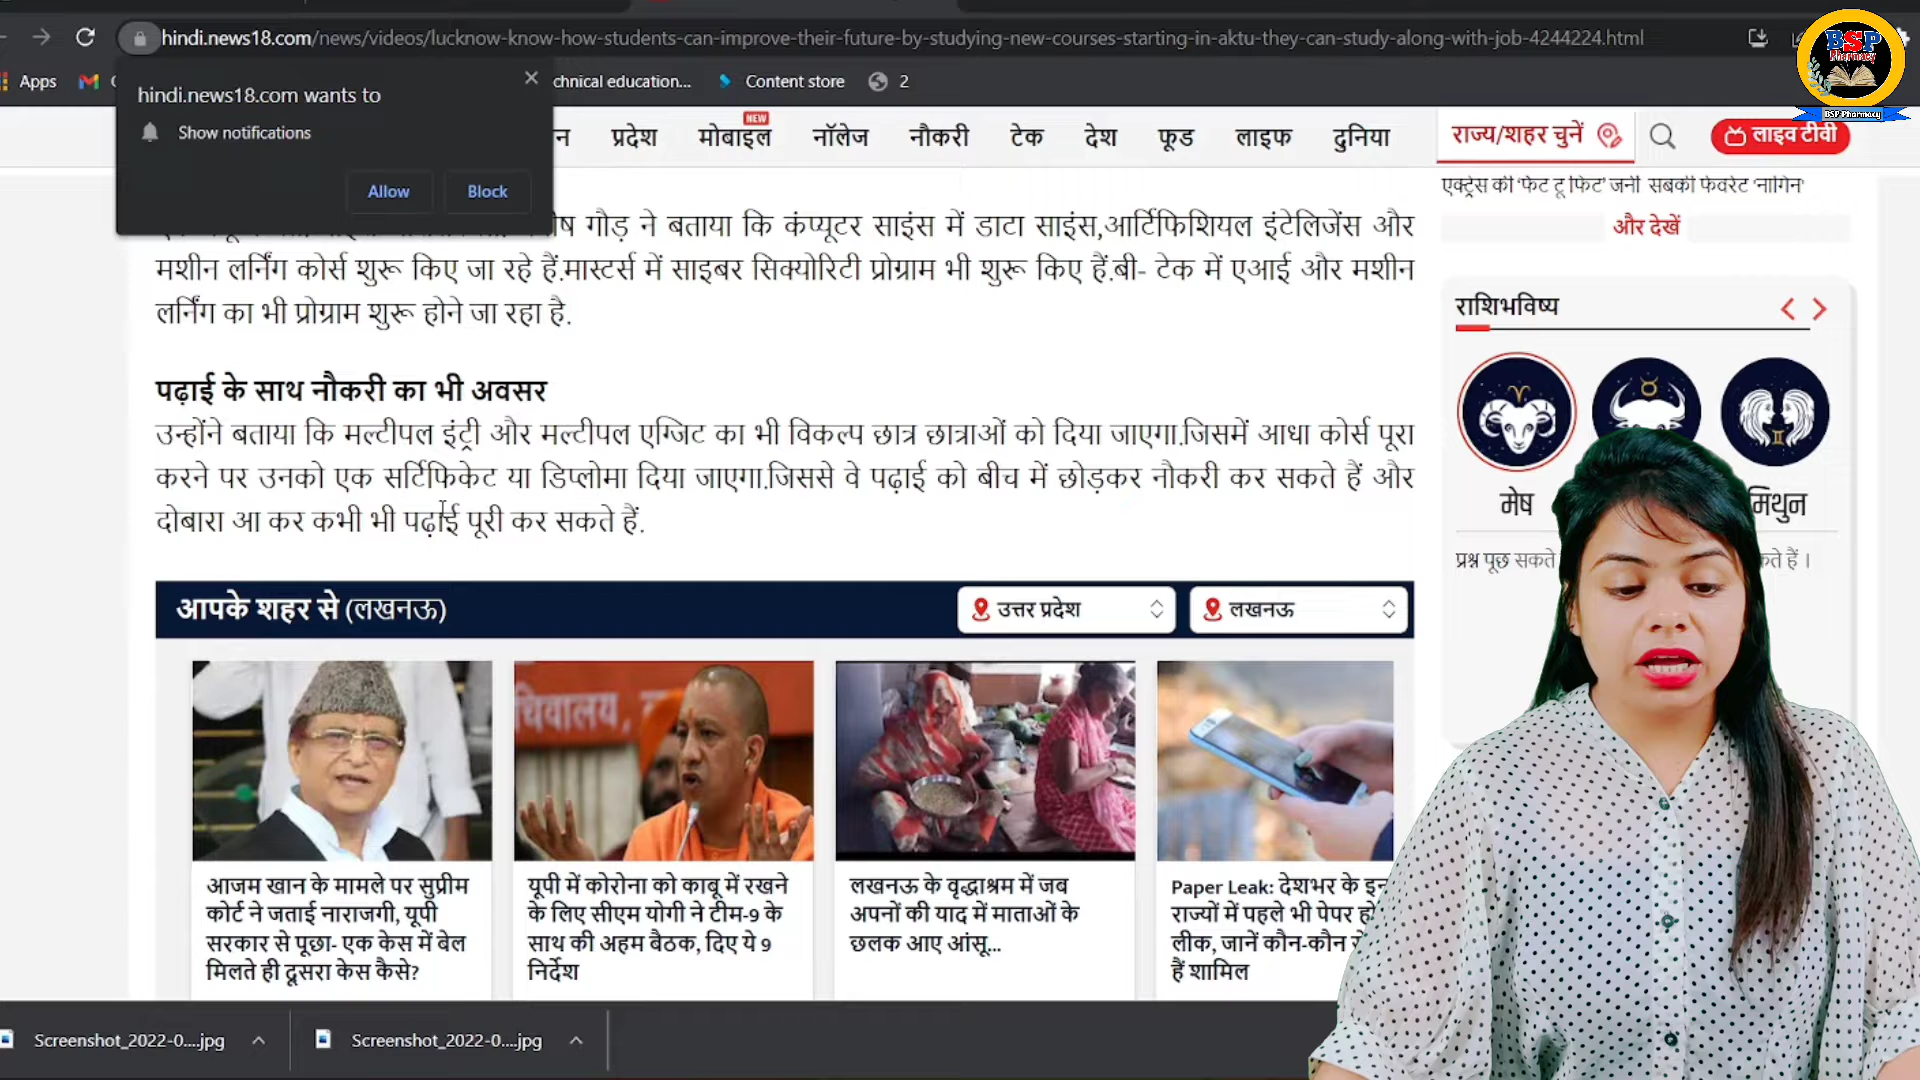 hindi.news18.com/news/videos/lucknow-know-how-students-can-improve-their-future-by-studying-new-courses-starting-in-aktu-they-can-study-along-with-job-4244224.html
Apps
chnical education...
Content store
2
hindi.news18.com wants to
Show notifications
Allow
Block
NEW
प्रदेश
मोबाइल
नॉलेज
नौकरी
टेक
देश
फूड
लाइफ
दुनिया
राज्य/शहर चुनें
लाइव टीवी
BSP
Pharmacy
BSP Pharmacy
एक्ट्रेस की 'फेट टू फिट' जर्नी सबकी फेवरेट 'नागिन'
और देखें
गौड़ ने बताया कि कंप्यूटर साइंस में डाटा साइंस,आर्टिफिशियल इंटेलिजेंस और
मशीन लर्निंग कोर्स शुरू किए जा रहे हैं.मास्टर्स में साइबर सिक्योरिटी प्रोग्राम भी शुरू किए हैं.बी- टेक में एआई और मशीन
लर्निंग का भी प्रोग्राम शुरू होने जा रहा है.
पढ़ाई के साथ नौकरी का भी अवसर
उन्होंने बताया कि मल्टीपल इंट्री और मल्टीपल एग्जिट का भी विकल्प छात्र छात्राओं को दिया जाएगा.जिसमें आधा कोर्स पूरा
करने पर उनको एक सर्टिफिकेट या डिप्लोमा दिया जाएगा.जिससे वे पढ़ाई को बीच में छोड़कर नौकरी कर सकते हैं और
दोबारा आ कर कभी भी पढ़ाई पूरी कर सकते हैं.
राशिभविष्य
मेष
मिथुन
प्रश्न पूछ सकते
हैं ।
आपके शहर से (लखनऊ)
उत्तर प्रदेश
लखनऊ
चिवालय,
आजम खान के मामले पर सुप्रीम
कोर्ट ने जताई नाराजगी, यूपी
सरकार से पूछा- एक केस में बेल
मिलते ही दूसरा केस कैसे?
यूपी में कोरोना को काबू में रखने
के लिए सीएम योगी ने टीम-9 के
साथ की अहम बैठक, दिए ये 9
निर्देश
लखनऊ के वृद्धाश्रम में जब
अपनों की याद में माताओं के
छलक आए आंसू...
Paper Leak: देशभर के इन
राज्यों में पहले भी पेपर हो
लीक, जानें कौन-कौन से
हैं शामिल
Screenshot_2022-0....jpg
Screenshot_2022-0....jpg